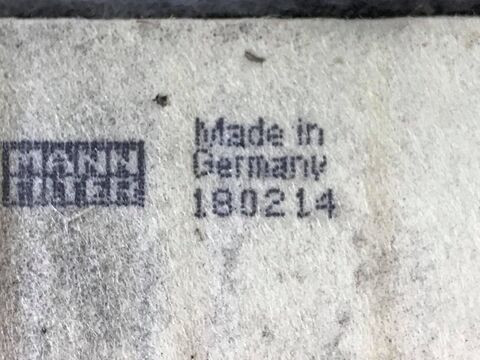 MANN
FILTER
Made in
Germany
180214